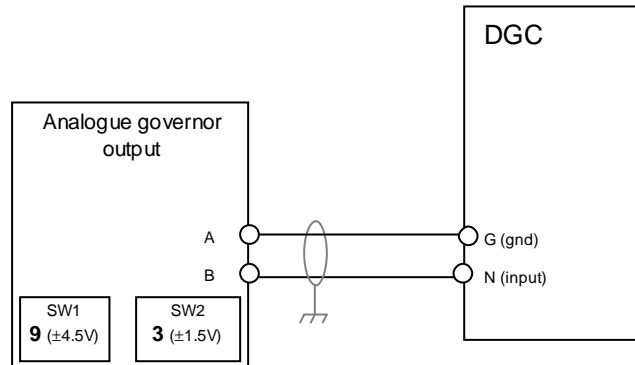 DGC
Analogue governor
output
A
G (gnd)
B
N (input)
SW1
9 (±4.5V)
SW2
3 (±1.5V)